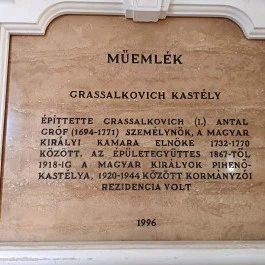 MŰEMLÉK
GRASSALKOVICH KASTÉLY
ÉPÍTTETTE GRASSALKOVICH (I.) ANTAL
GRÓF (1694-1771) SZEMÉLYNÖK, A MAGYAR
KIRÁLYI KAMARA ELNÖKE 1732-1770
KÖZÖTT. AZ ÉPÜLETEGYÜTTES 1867-TŐL
1918-IG A MAGYAR KIRÁLYOK PIHENŐ-
KASTÉLYA, 1920-1944 KÖZÖTT KORMÁNYZÓI
REZIDENCIA VOLT
1996